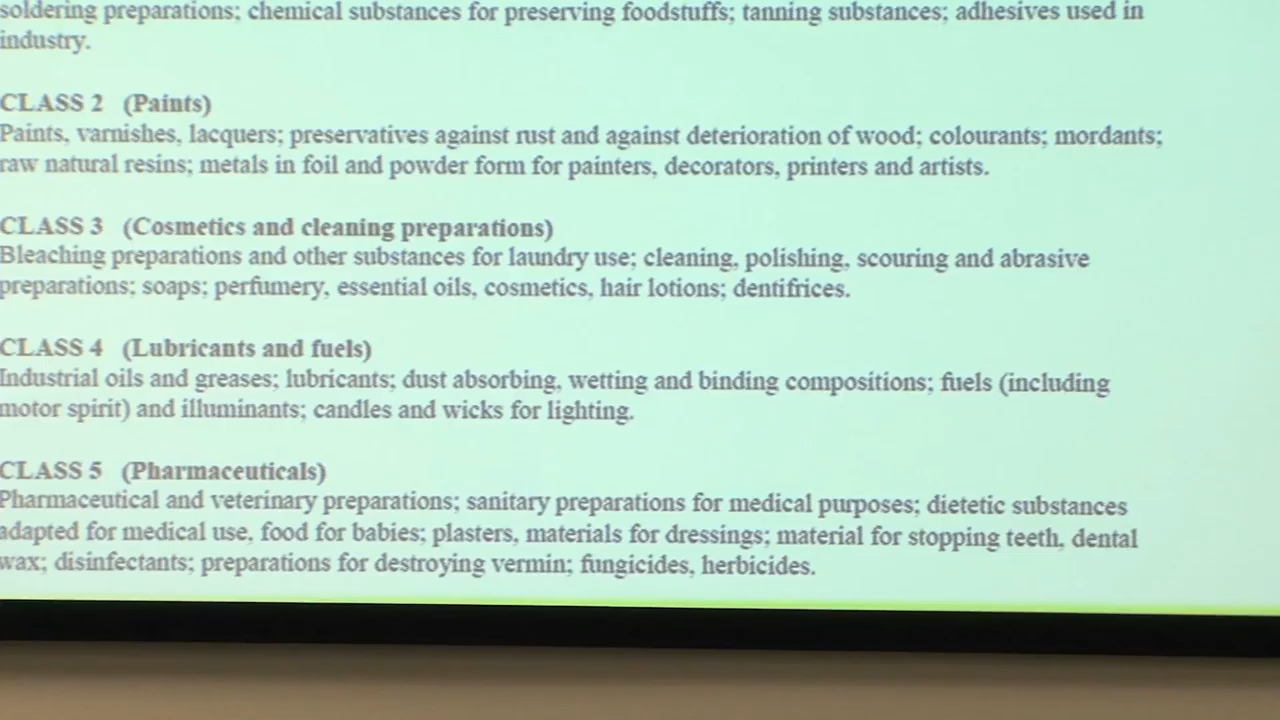 soldering preparations; chemical substances for preserving foodstuffs; tanning substances; adhesives used in
industry.
CLASS 2 (Paints)
Paints, varnishes, lacquers; preservatives against rust and against deterioration of wood; colourants; mordants;
raw natural resins; metals in foil and powder form for painters, decorators, printers and artists.
CLASS 3 (Cosmetics and cleaning preparations)
Bleaching preparations and other substances for laundry use; cleaning, polishing, scouring and abrasive
preparations; soaps; perfumery, essential oils, cosmetics, hair lotions; dentifrices.
CLASS 4 (Lubricants and fuels)
Industrial oils and greases; lubricants; dust absorbing, wetting and binding compositions; fuels (including
motor spirit) and illuminants; candles and wicks for lighting.
CLASS 5 (Pharmaceuticals)
Pharmaceutical and veterinary preparations; sanitary preparations for medical purposes; dietetic substances
adapted for medical use, food for babies; plasters, materials for dressings; material for stopping teeth, dental
wax; disinfectants; preparations for destroying vermin; fungicides, herbicides.